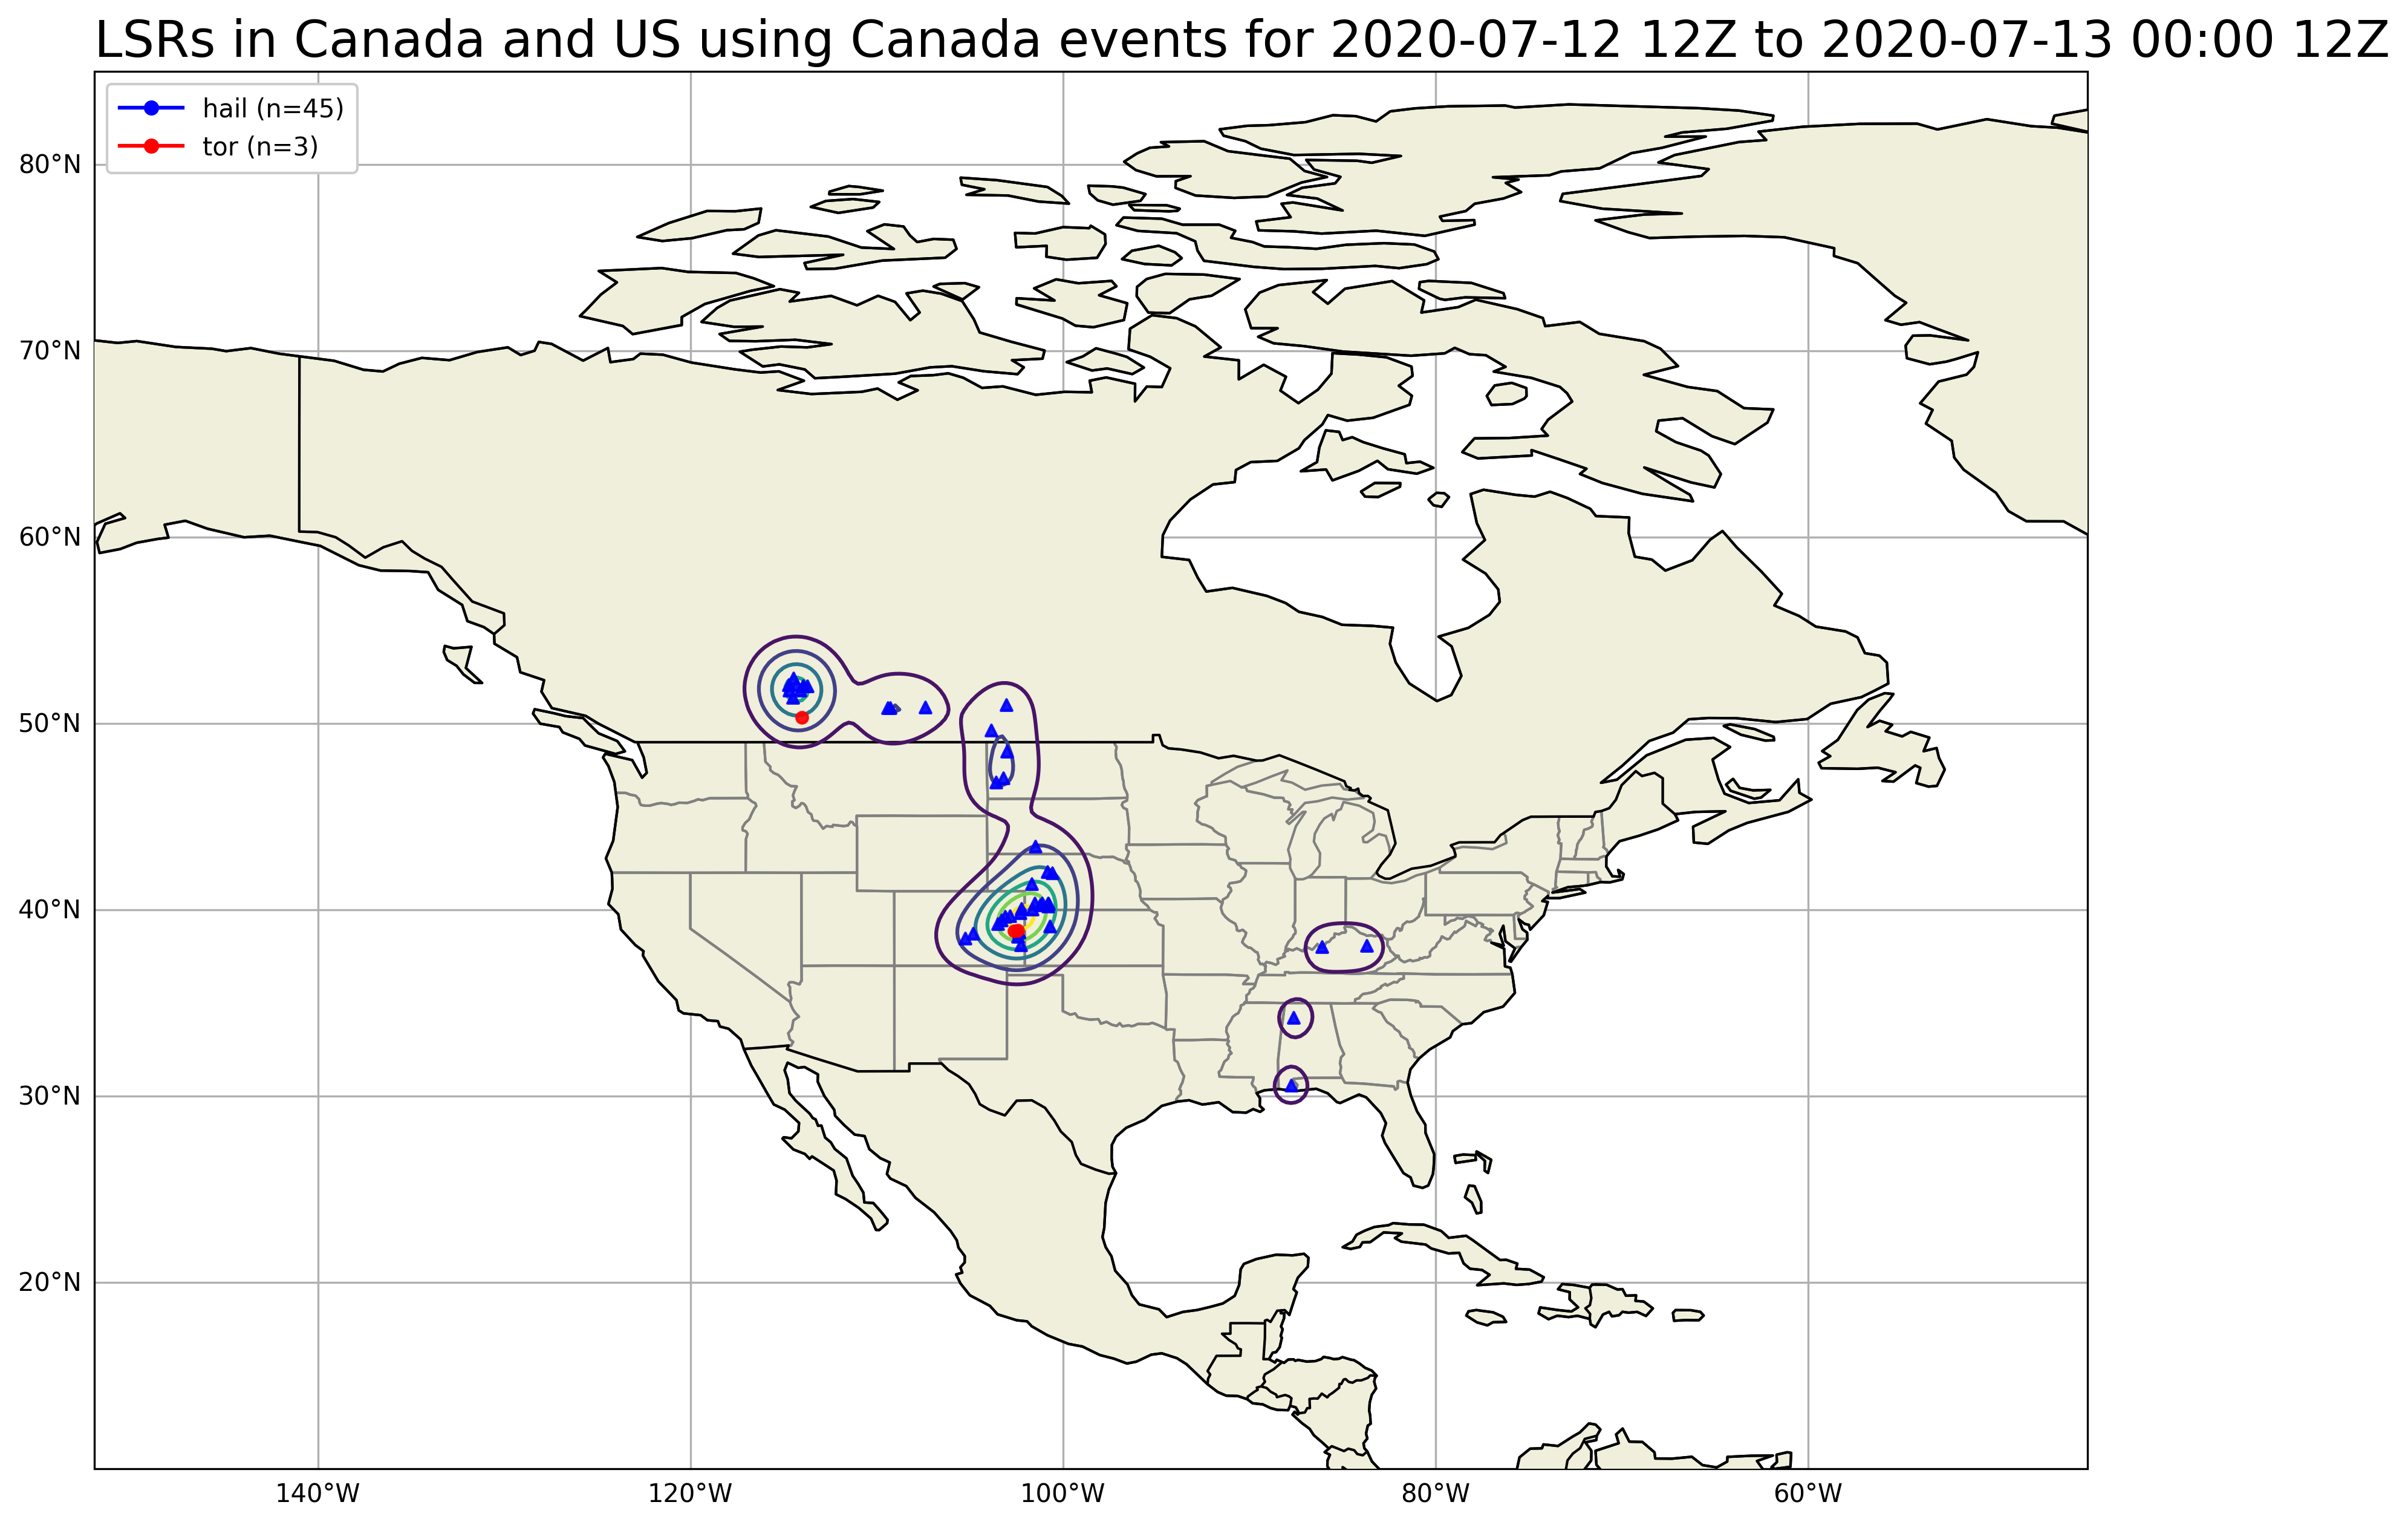 LSRs in Canada and US using Canada events for 2020-07-12 12Z to 2020-07-13 00:00 12Z
hail (n=45)
tor (n=3)
80°N
70°N
60°N
50°N
40°N
30°N
20°N
140°W 120°W 100°W 80°W 60°W